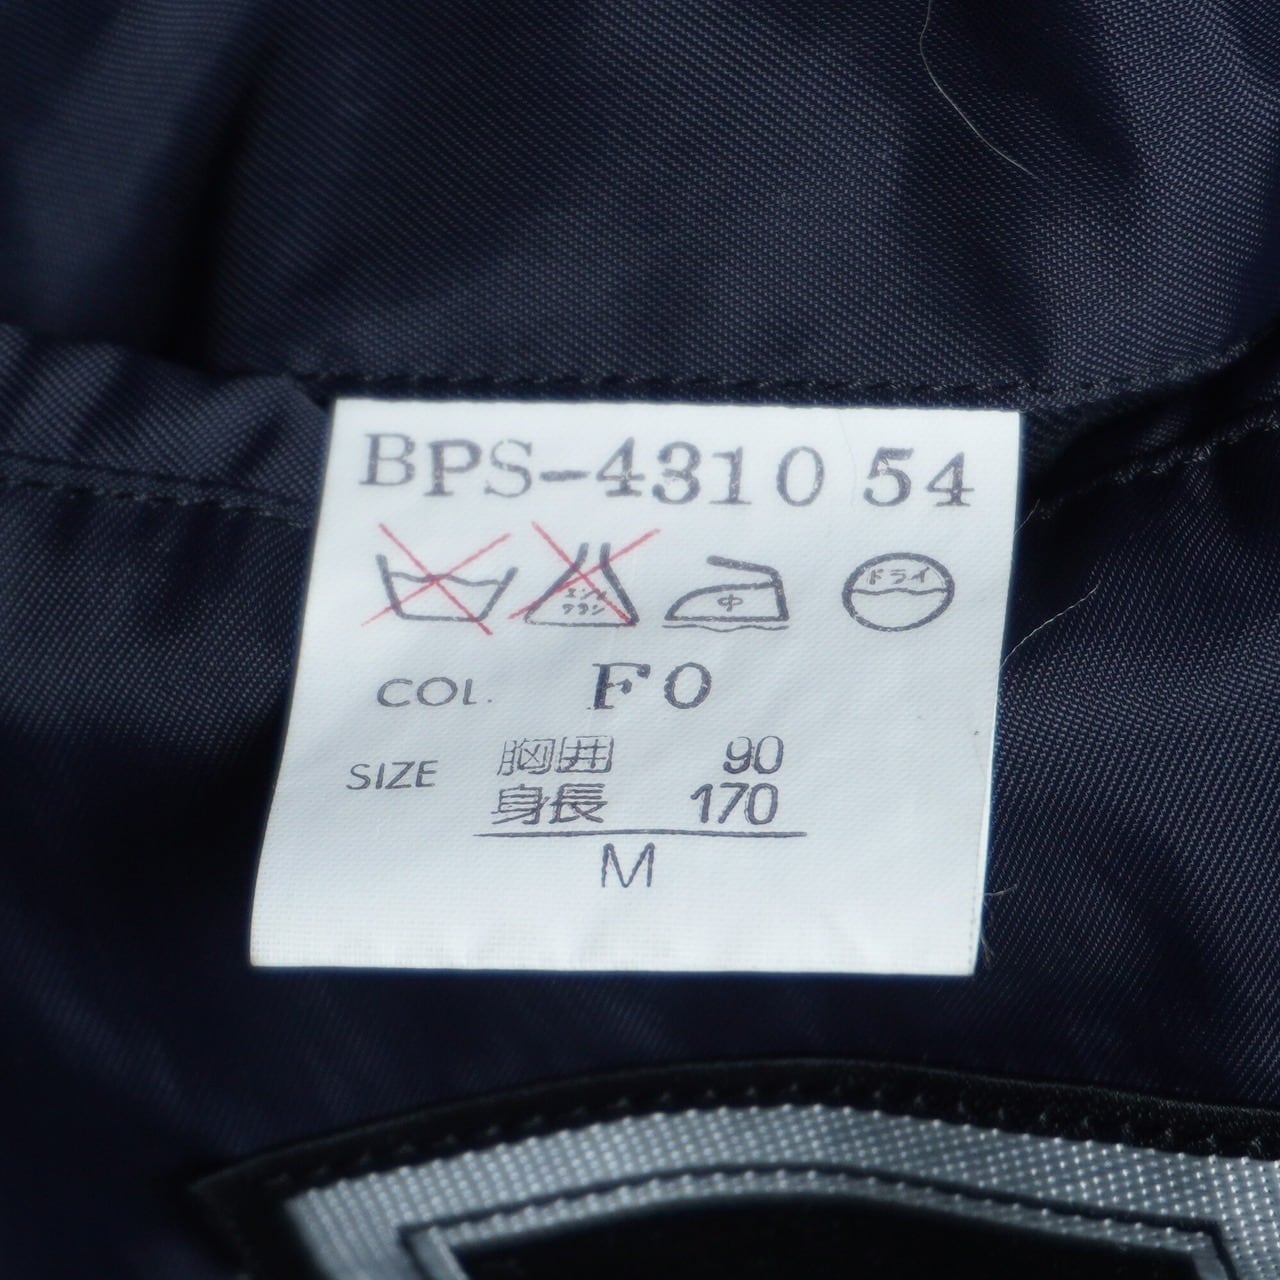 BPS-4310 54
エンソ
サラシ
中
ドライ
COL. FO
SIZE 胸囲 90
身長 170
M